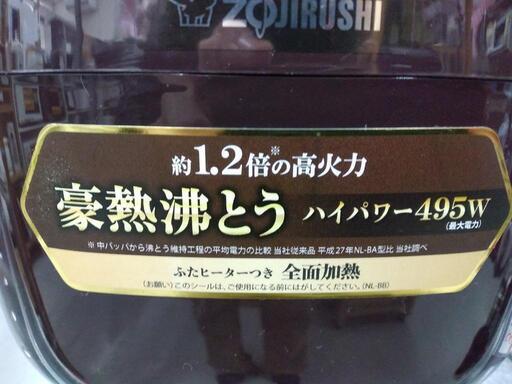 ZOJIRUSHI
約1.2倍の高火力※
豪熱沸とう ハイパワー495W
(最大電力)
※中パッパから沸とう維持工程の平均電力の比較 当社従来品 平成27年NL-BA型比 当社調べ
ふたヒーターつき 全面加熱
(お願い)このシールは、ご使用になる前にはがしてください。(NL-BB)